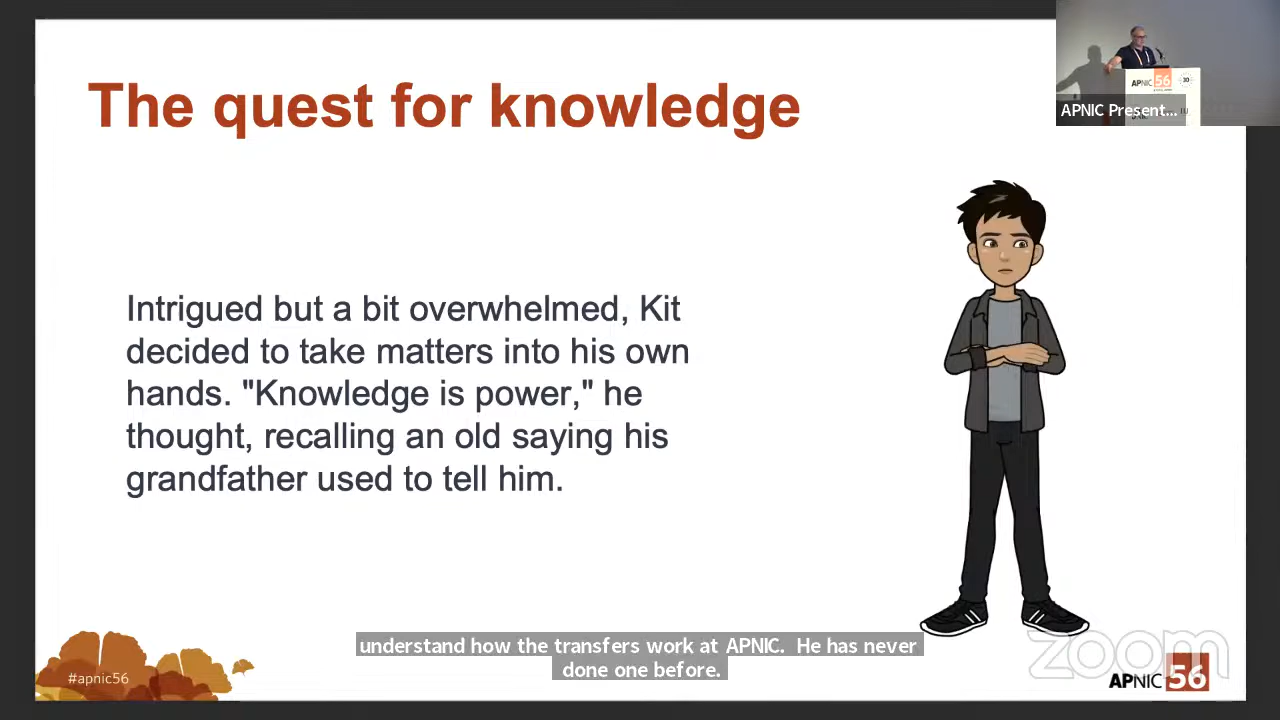 The quest for knowledge
APNIC 56
APNIC Present...
Intrigued but a bit overwhelmed, Kit
decided to take matters into his own
hands. "Knowledge is power," he
thought, recalling an old saying his
grandfather used to tell him.
understand how the transfers work at APNIC. He has never
done one before.
zoom
#apnic56
APNIC 56